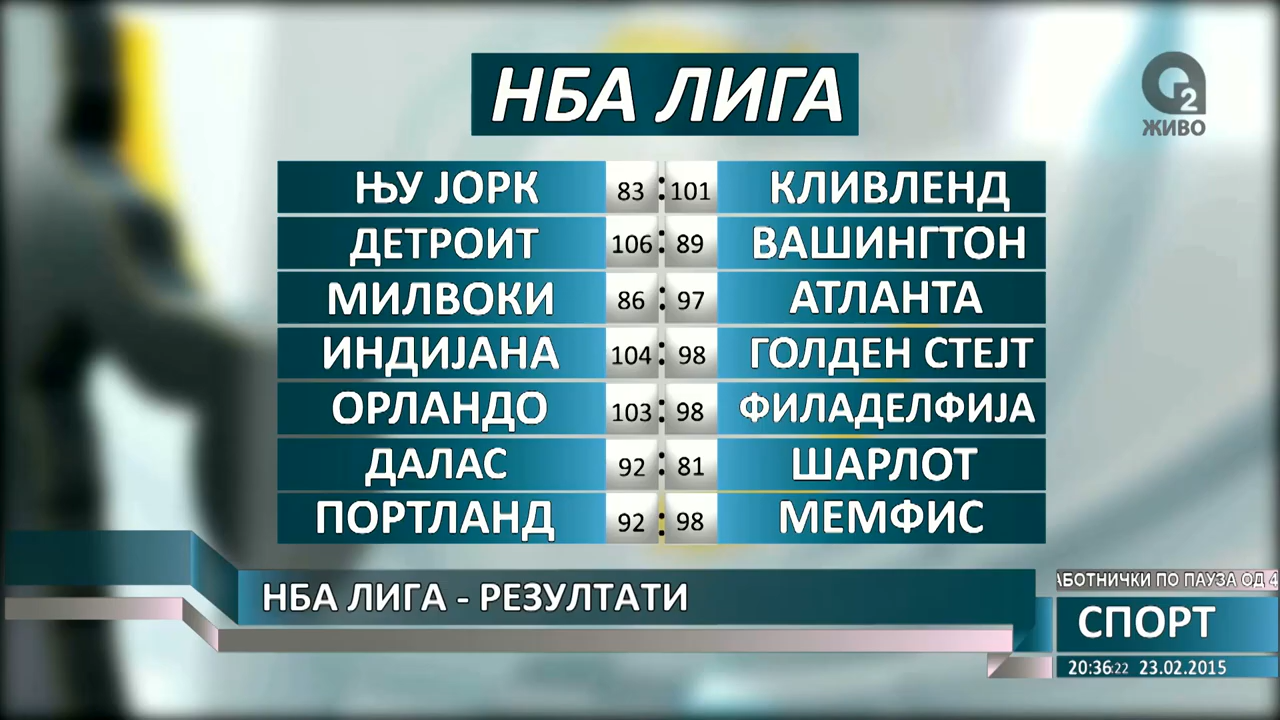 НБА ЛИГА
2
ЖИВО
ЊУ ЈОРК 83 : 101 КЛИВЛЕНД
ДЕТРОИТ 106 : 89 ВАШИНГТОН
МИЛВОКИ 86 : 97 АТЛАНТА
ИНДИЈАНА 104 : 98 ГОЛДЕН СТЕЈТ
ОРЛАНДО 103 : 98 ФИЛАДЕЛФИЈА
ДАЛАС 92 : 81 ШАРЛОТ
ПОРТЛАНД 92 : 98 МЕМФИС
НБА ЛИГА - РЕЗУЛТАТИ
АБОТНИЧКИ ПО ПАУЗА ОД 4
СПОРТ
20:36:22 23.02.2015